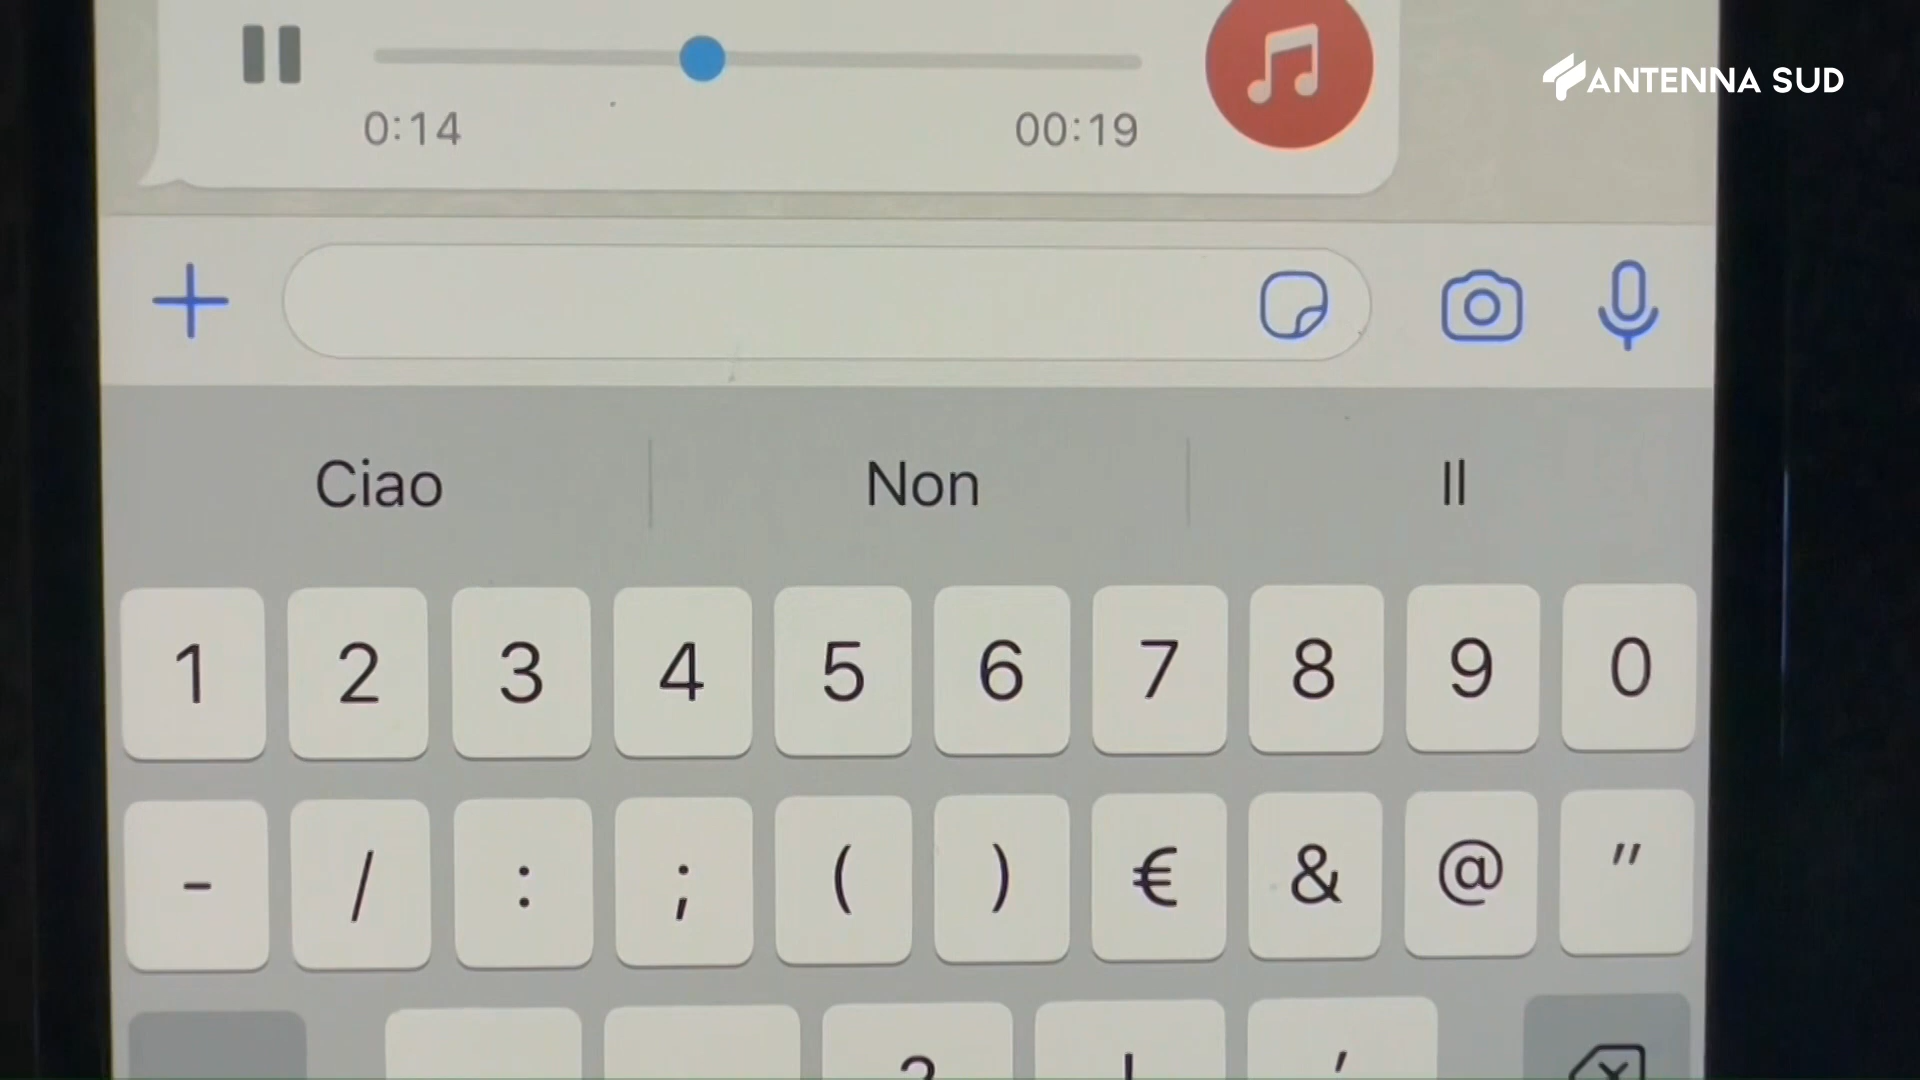 ANTENNA SUD
0:14 00:19
Ciao Non Il
1 2 3 4 5 6 7 8 9 0
- / : ; ( ) € & @ "
? ! '